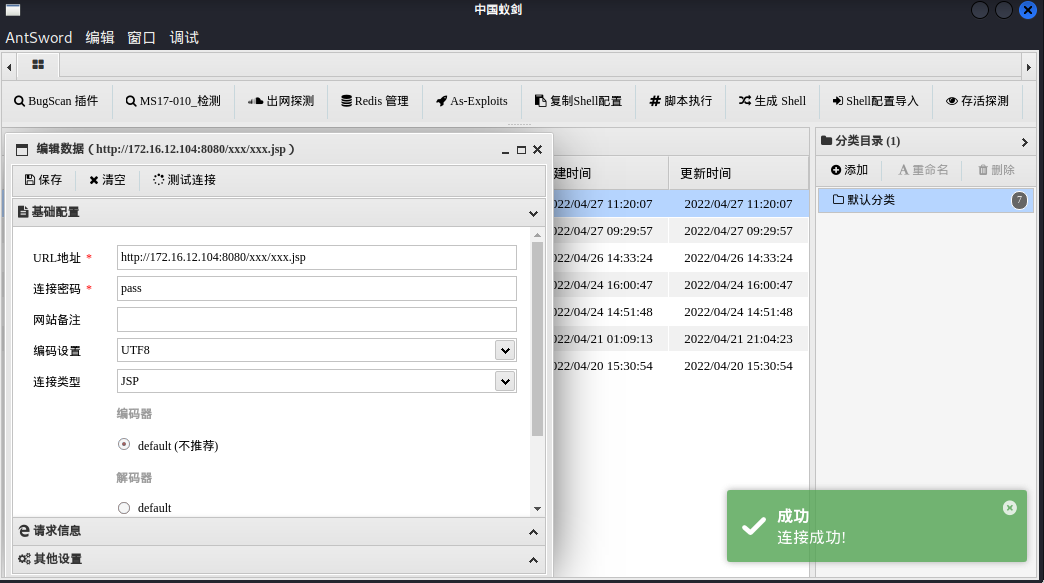 中国蚁剑
AntSword 编辑 窗口 调试
BugScan 插件 MS17-010_检测 出网探测 Redis 管理 As-Exploits 复制Shell配置 脚本执行 生成 Shell Shell配置导入 存活探测
编辑数据 ( http://172.16.12.104:8080/xxx/xxx.jsp )
保存 清空 测试连接
基础配置
URL地址 * http://172.16.12.104:8080/xxx/xxx.jsp
连接密码 * pass
网站备注
编码设置 UTF8
连接类型 JSP
编码器
default (不推荐)
解码器
default
请求信息
其他设置
建时间 更新时间
022/04/27 11:20:07 2022/04/27 11:20:07
022/04/27 09:29:57 2022/04/27 09:29:57
022/04/26 14:33:24 2022/04/26 14:33:24
022/04/24 16:00:47 2022/04/24 16:00:47
022/04/24 14:51:48 2022/04/24 14:51:48
022/04/21 01:09:13 2022/04/21 21:04:23
022/04/20 15:30:54 2022/04/20 15:30:54
分类目录 (1)
添加 重命名 删除
默认分类 7
成功
连接成功!